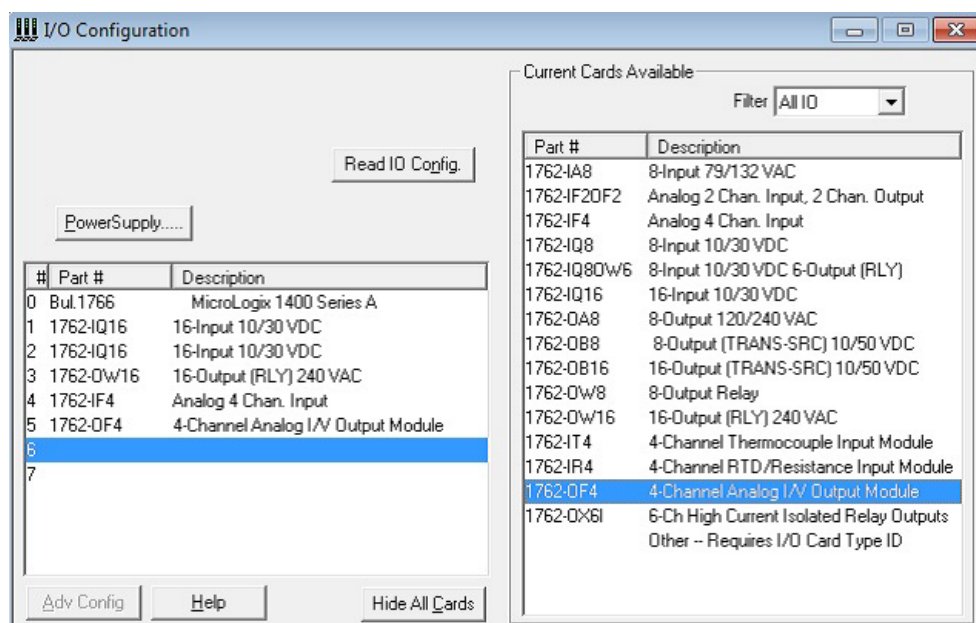 I/O Configuration
Read IO Config.
PowerSupply.....
# Part # Description
0 Bul.1766 MicroLogix 1400 Series A
1 1762-IQ16 16-Input 10/30 VDC
2 1762-IQ16 16-Input 10/30 VDC
3 1762-OW16 16-Output (RLY) 240 VAC
4 1762-IF4 Analog 4 Chan. Input
5 1762-OF4 4-Channel Analog I/V Output Module
6
7
Adv Config Help Hide All Cards
Current Cards Available
Filter All IO
Part # Description
1762-IA8 8-Input 79/132 VAC
1762-IF2OF2 Analog 2 Chan. Input, 2 Chan. Output
1762-IF4 Analog 4 Chan. Input
1762-IQ8 8-Input 10/30 VDC
1762-IQ8OW6 8-Input 10/30 VDC 6-Output (RLY)
1762-IQ16 16-Input 10/30 VDC
1762-OA8 8-Output 120/240 VAC
1762-OB8 8-Output (TRANS-SRC) 10/50 VDC
1762-OB16 16-Output (TRANS-SRC) 10/50 VDC
1762-OW8 8-Output Relay
1762-OW16 16-Output (RLY) 240 VAC
1762-IT4 4-Channel Thermocouple Input Module
1762-IR4 4-Channel RTD/Resistance Input Module
1762-OF4 4-Channel Analog I/V Output Module
1762-OX6I 6-Ch High Current Isolated Relay Outputs
Other -- Requires I/O Card Type ID